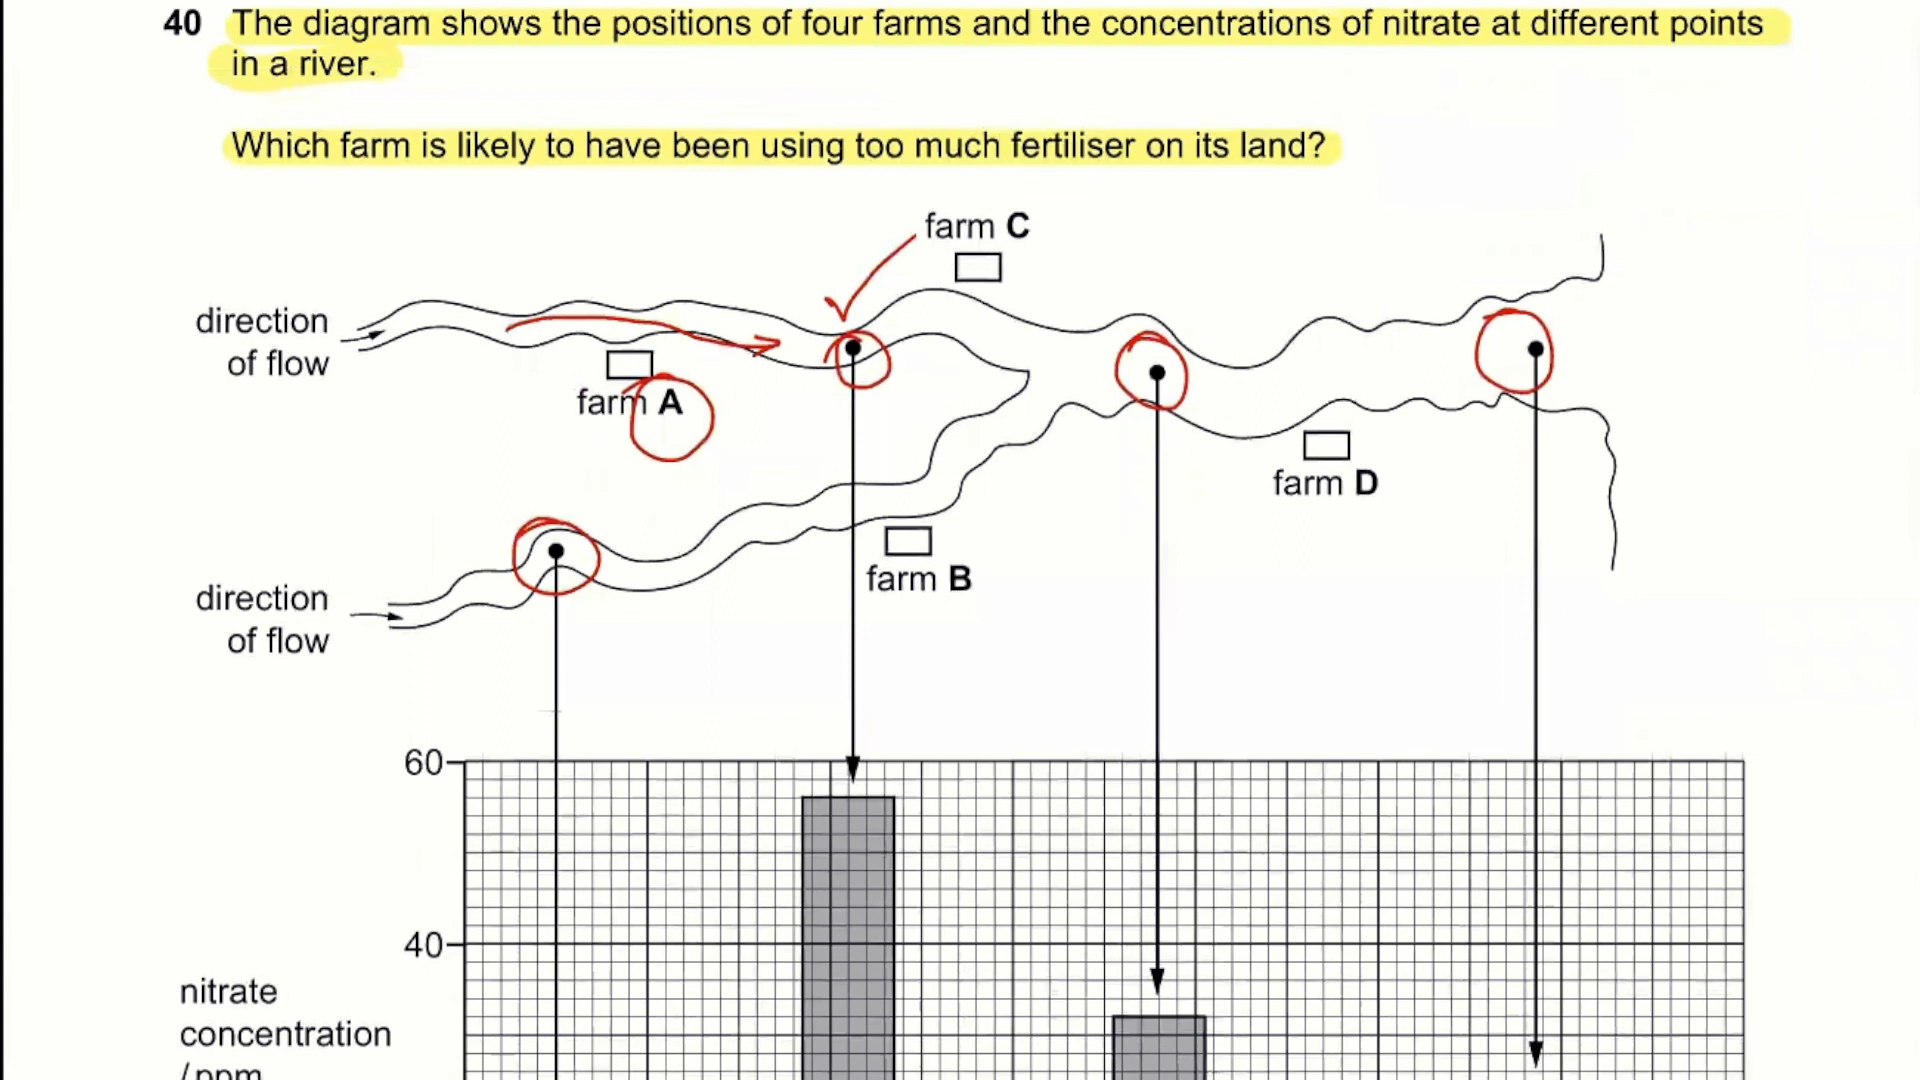 40 The diagram shows the positions of four farms and the concentrations of nitrate at different points
in a river.
Which farm is likely to have been using too much fertiliser on its land?
farm C
direction
of flow
farm A
farm D
farm B
direction
of flow
60
40
nitrate
concentration
/ ppm